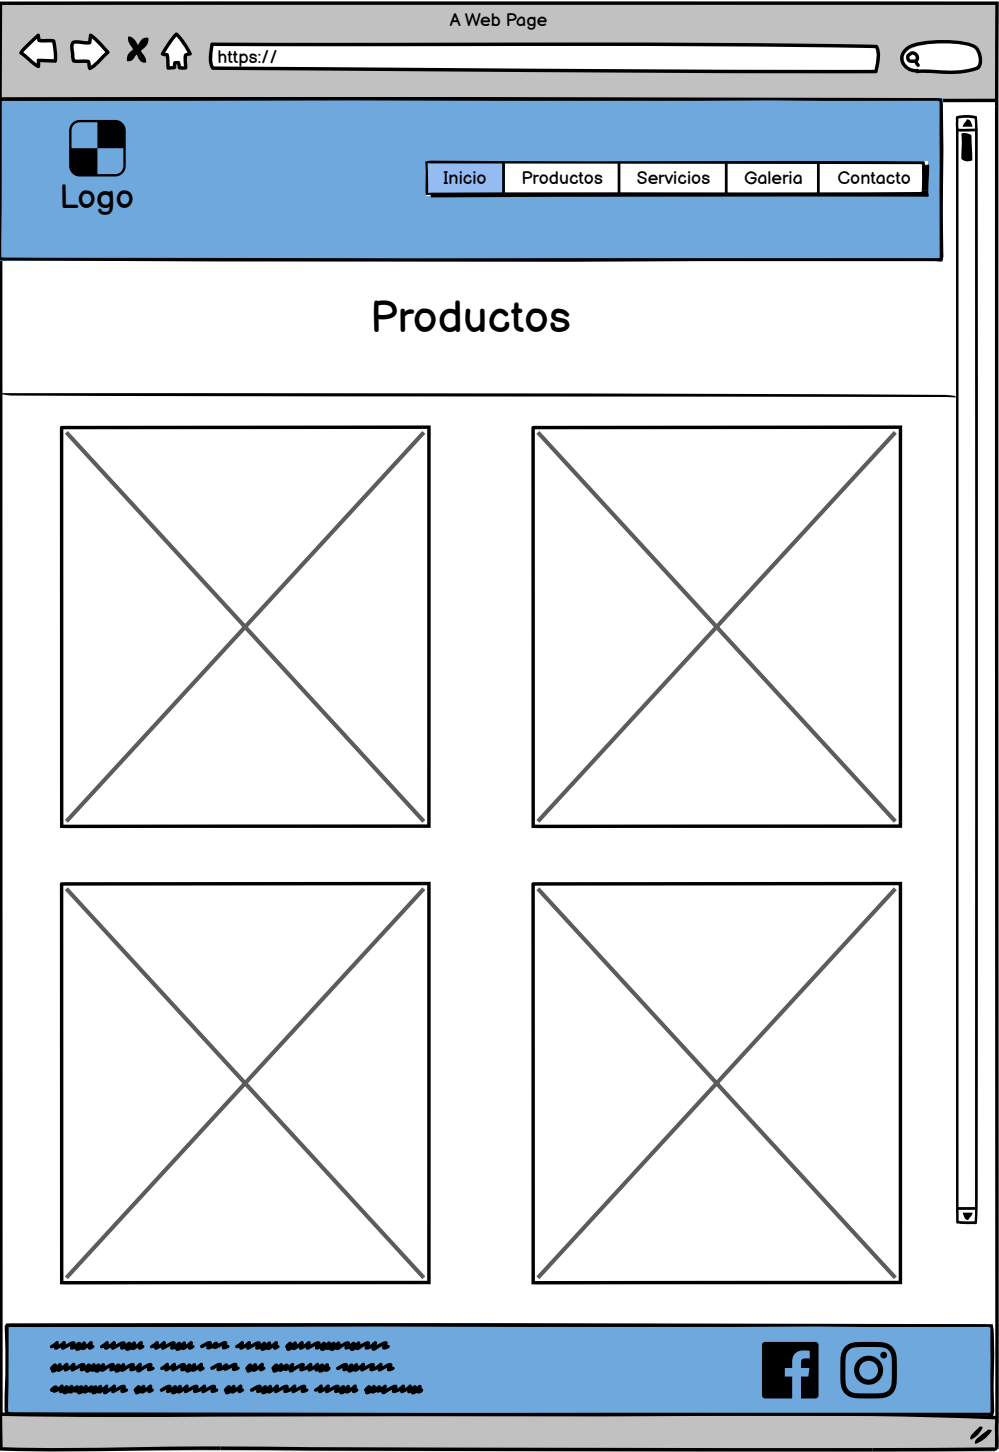 A Web Page
https://
Logo
Inicio Productos Servicios Galeria Contacto
Productos